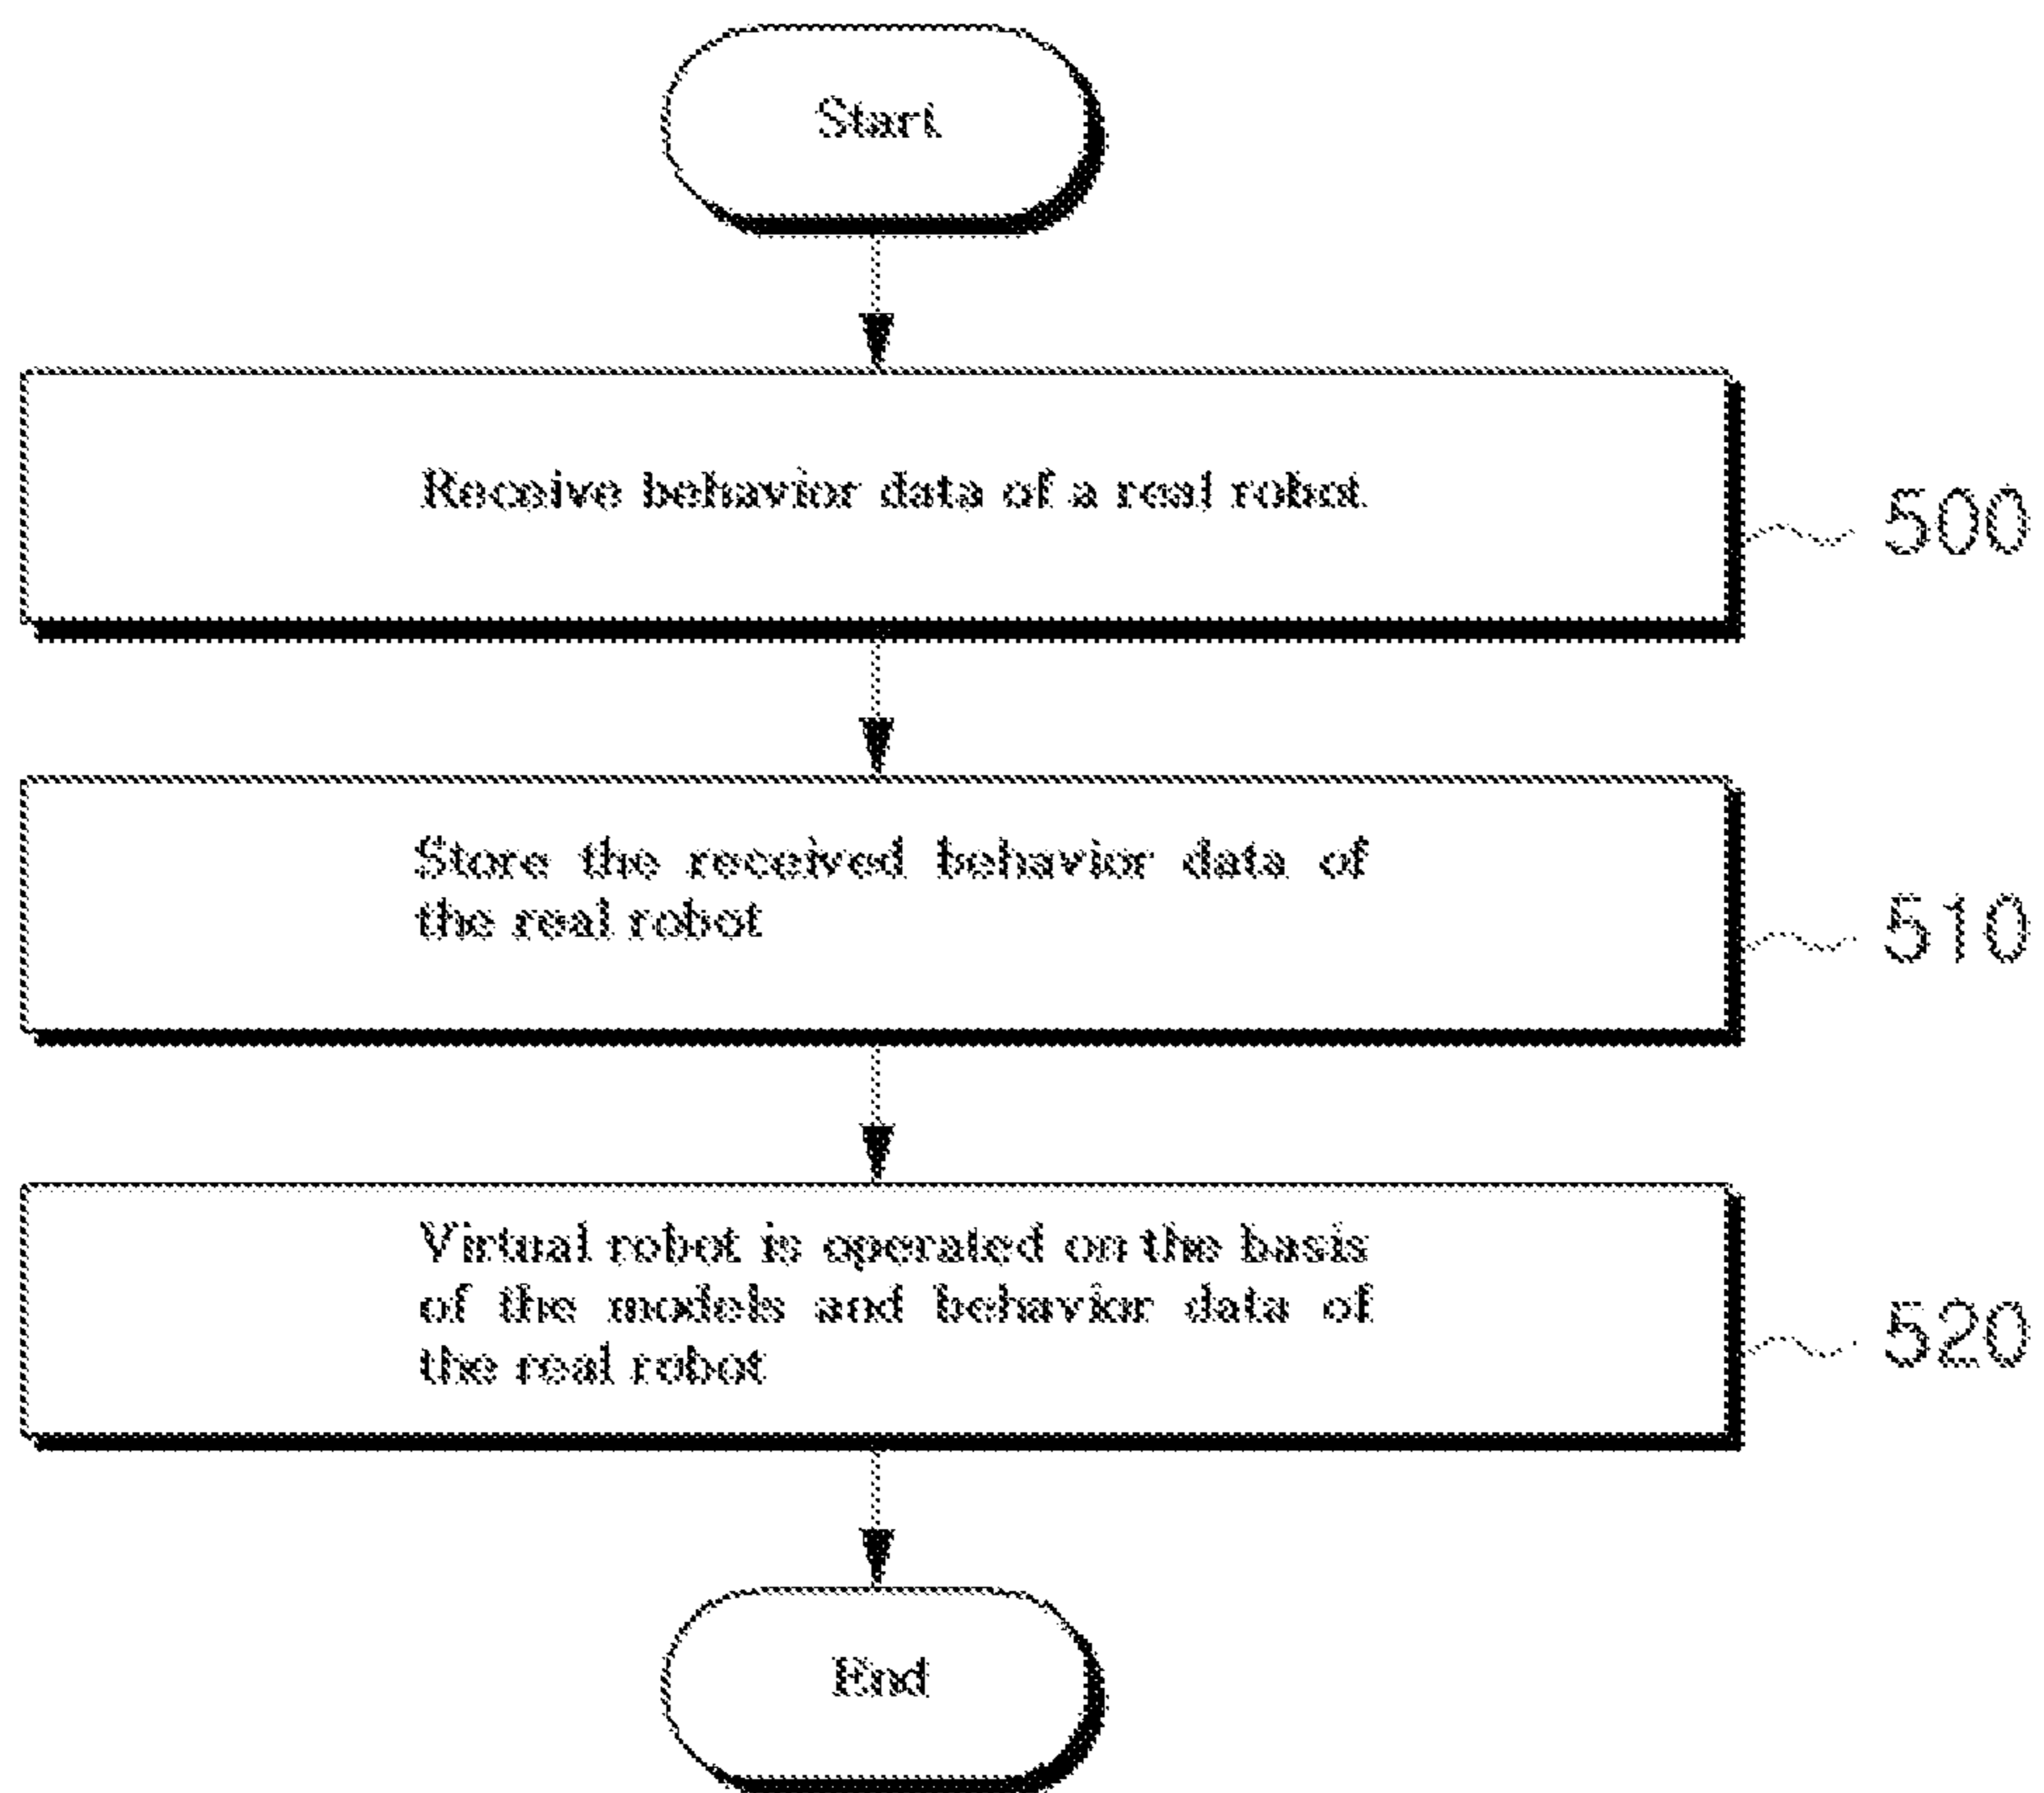 Start
Receive behavior data of a real robot
500
Store the received behavior data of
the real robot
510
Virtual robot is operated on the basis
of the models and behavior data of
the real robot
520
End